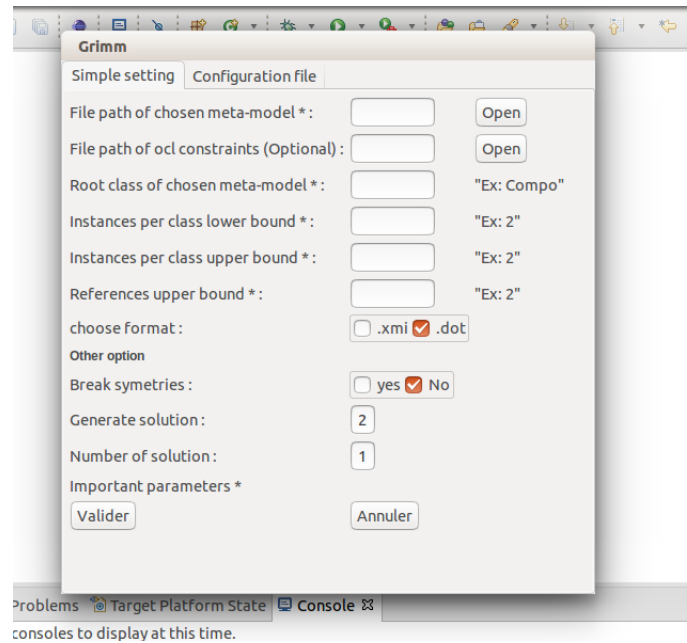 Grimm
Simple setting Configuration file
File path of chosen meta-model * : Open
File path of ocl constraints (Optional) : Open
Root class of chosen meta-model * : "Ex: Compo"
Instances per class lower bound * : "Ex: 2"
Instances per class upper bound * : "Ex: 2"
References upper bound * : "Ex: 2"
choose format : .xmi .dot
Other option
Break symetries : yes No
Generate solution : 2
Number of solution : 1
Important parameters *
Valider Annuler
Problems Target Platform State Console
consoles to display at this time.